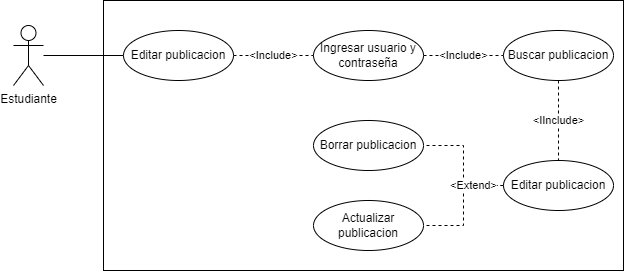 Estudiante
Editar publicacion
<Include>
Ingresar usuario y
contraseña
<Include>
Buscar publicacion
<IInclude>
Borrar publicacion
<Extend>
Editar publicacion
Actualizar
publicacion